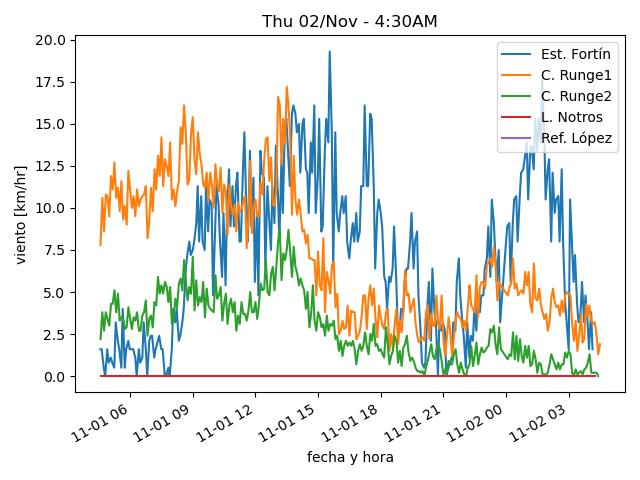 Thu 02/Nov - 4:30AM
20.0
17.5
15.0
12.5
10.0
7.5
5.0
2.5
0.0
viento [km/hr]
Est. Fortín
C. Runge1
C. Runge2
L. Notros
Ref. López
11-01 06
11-01 09
11-01 12
11-01 15
11-01 18
11-01 21
11-02 00
11-02 03
fecha y hora